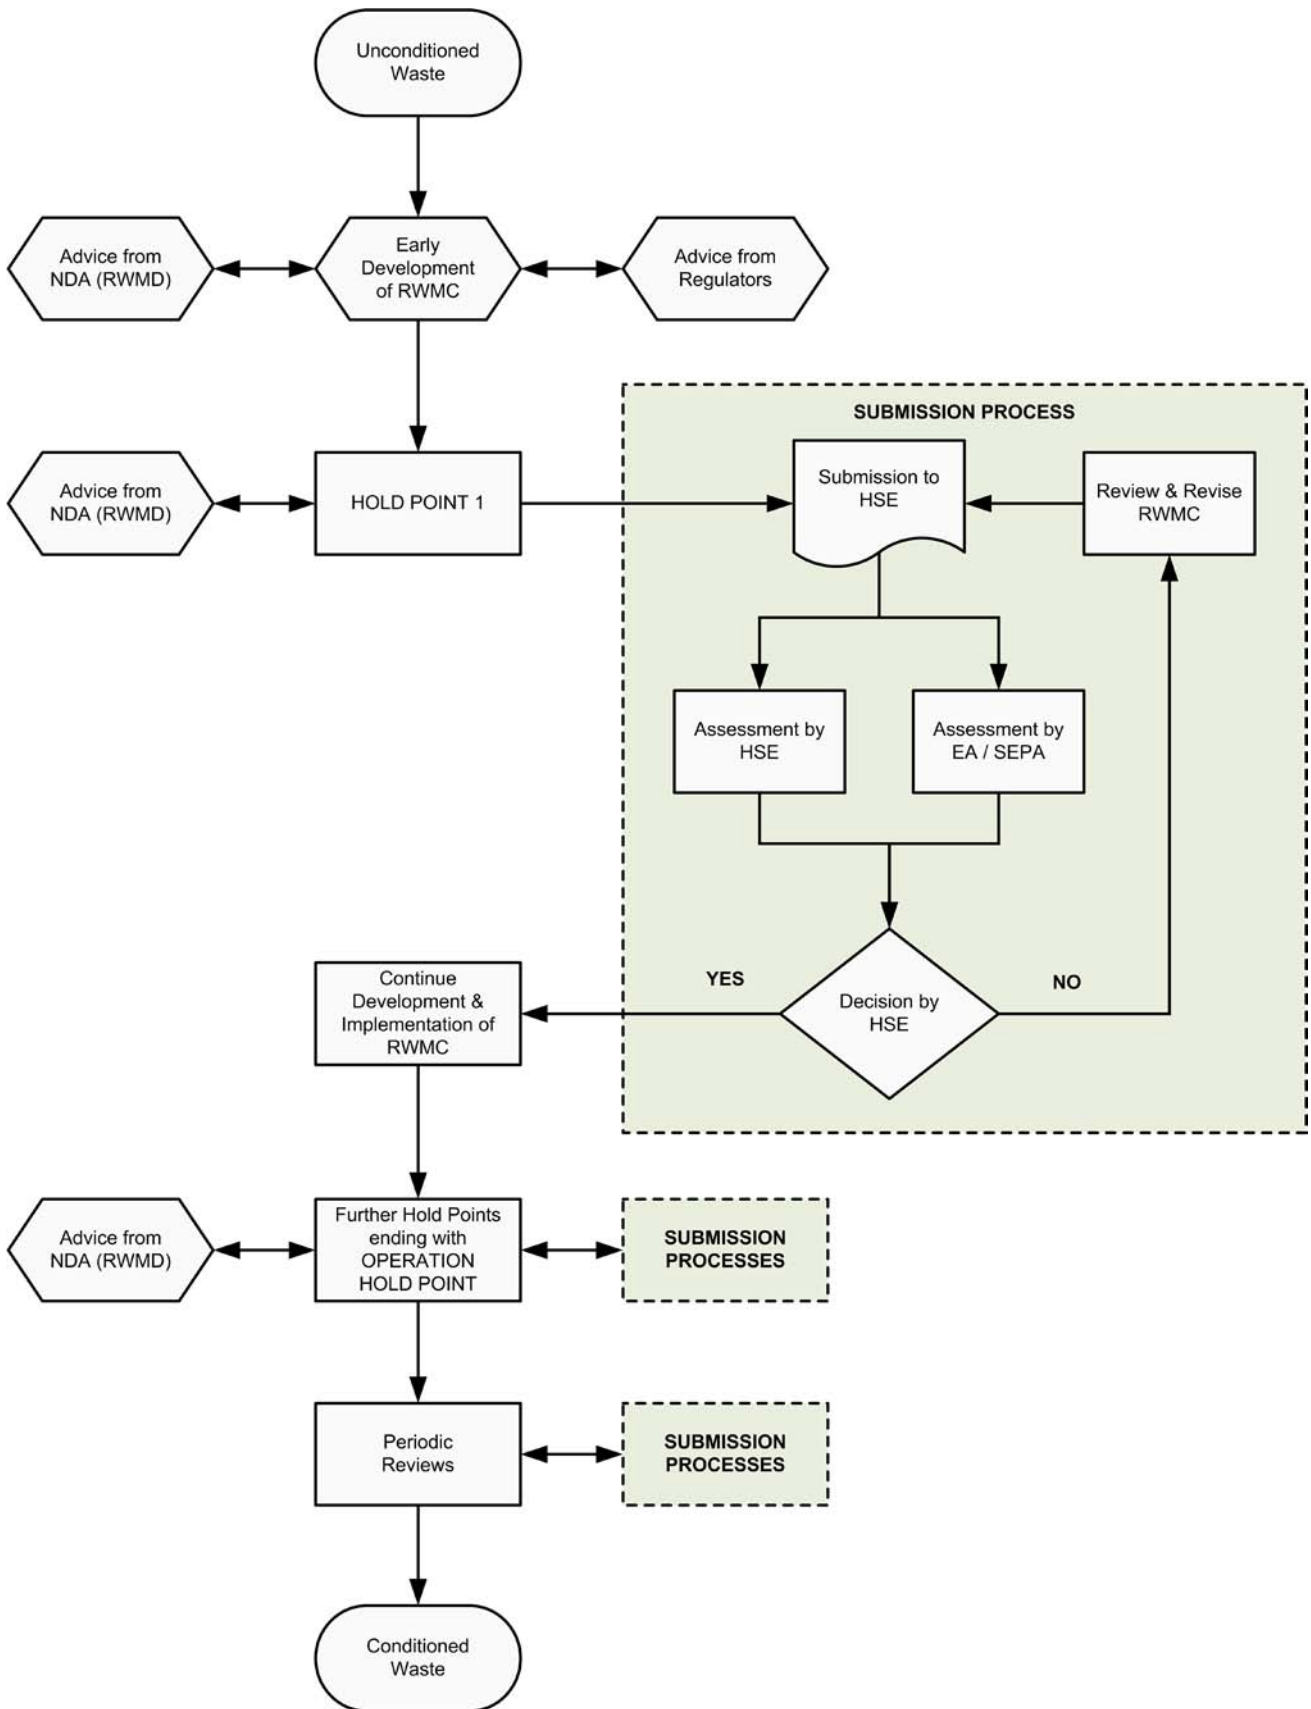 Unconditioned
Waste
Advice from
NDA (RWMD)
Early
Development
of RWMC
Advice from
Regulators
SUBMISSION PROCESS
Advice from
NDA (RWMD)
HOLD POINT 1
Submission to
HSE
Review & Revise
RWMC
Assessment by
HSE
Assessment by
EA / SEPA
Continue
Development &
Implementation of
RWMC
YES
Decision by
HSE
NO
Advice from
NDA (RWMD)
Further Hold Points
ending with
OPERATION
HOLD POINT
SUBMISSION
PROCESSES
Periodic
Reviews
SUBMISSION
PROCESSES
Conditioned
Waste